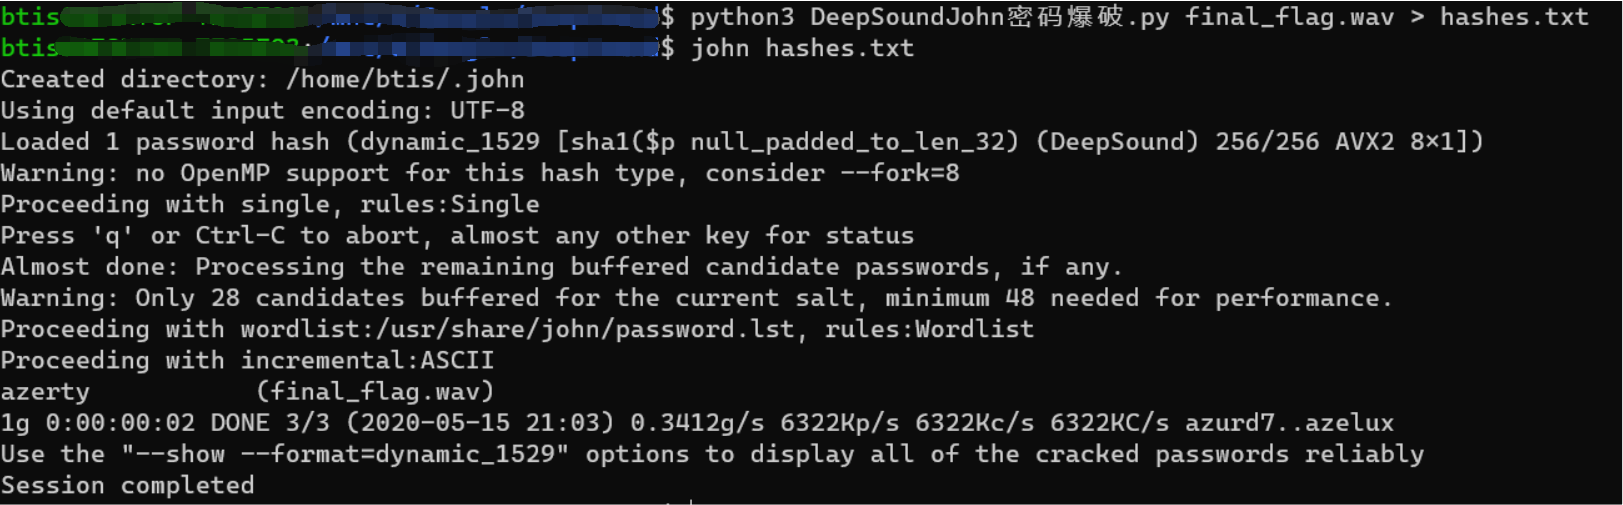 btis $ python3 DeepSoundJohn密码爆破.py final_flag.wav > hashes.txt
btis $ john hashes.txt
Created directory: /home/btis/.john
Using default input encoding: UTF-8
Loaded 1 password hash (dynamic_1529 [sha1($p null_padded_to_len_32) (DeepSound) 256/256 AVX2 8x1])
Warning: no OpenMP support for this hash type, consider --fork=8
Proceeding with single, rules:Single
Press 'q' or Ctrl-C to abort, almost any other key for status
Almost done: Processing the remaining buffered candidate passwords, if any.
Warning: Only 28 candidates buffered for the current salt, minimum 48 needed for performance.
Proceeding with wordlist:/usr/share/john/password.lst, rules:Wordlist
Proceeding with incremental:ASCII
azerty           (final_flag.wav)
1g 0:00:00:02 DONE 3/3 (2020-05-15 21:03) 0.3412g/s 6322Kp/s 6322Kc/s 6322KC/s azurd7..azelux
Use the "--show --format=dynamic_1529" options to display all of the cracked passwords reliably
Session completed